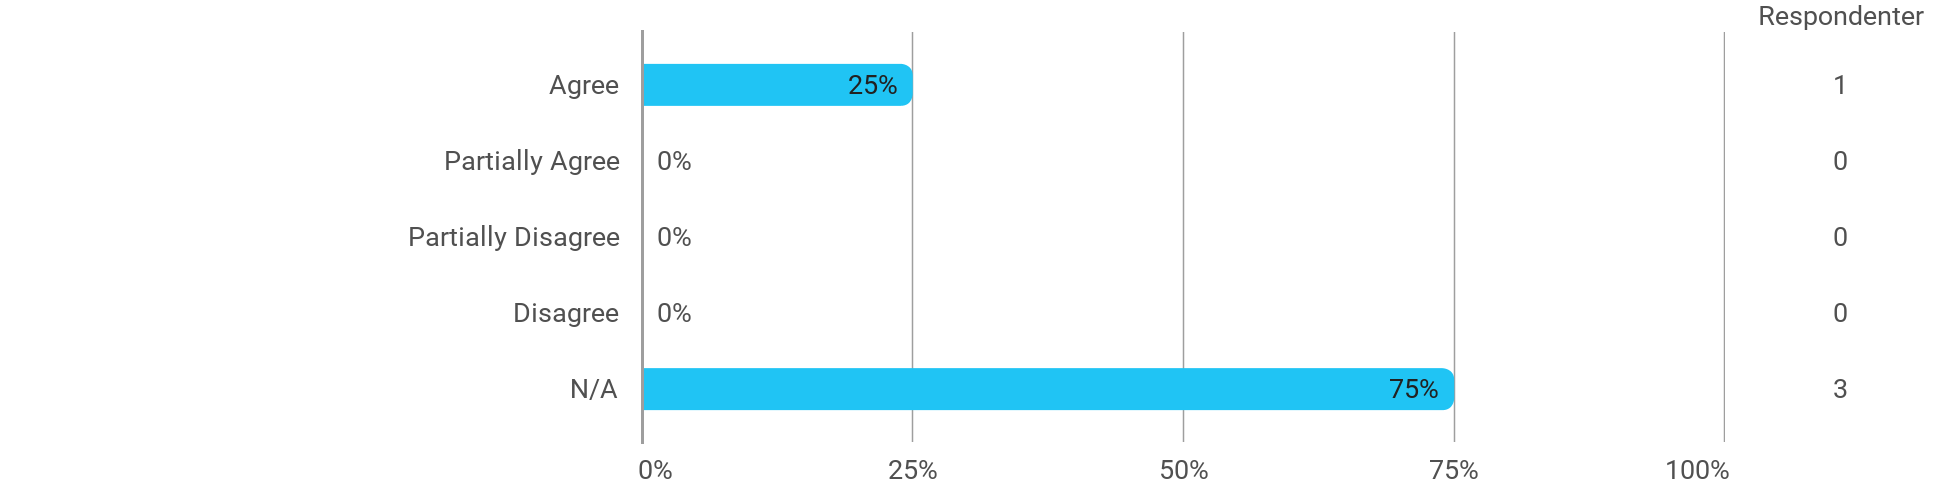 Respondenter
Agree 25% 1
Partially Agree 0% 0
Partially Disagree 0% 0
Disagree 0% 0
N/A 75% 3
0% 25% 50% 75% 100%